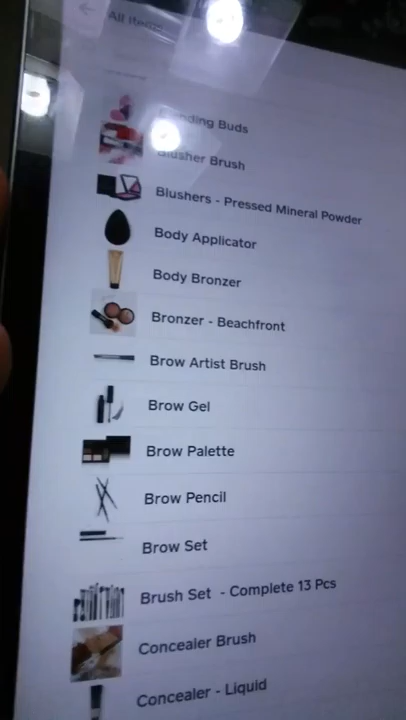 All Items
Blending Buds
Blusher Brush
Blushers - Pressed Mineral Powder
Body Applicator
Body Bronzer
Bronzer - Beachfront
Brow Artist Brush
Brow Gel
Brow Palette
Brow Pencil
Brow Set
Brush Set - Complete 13 Pcs
Concealer Brush
Concealer - Liquid